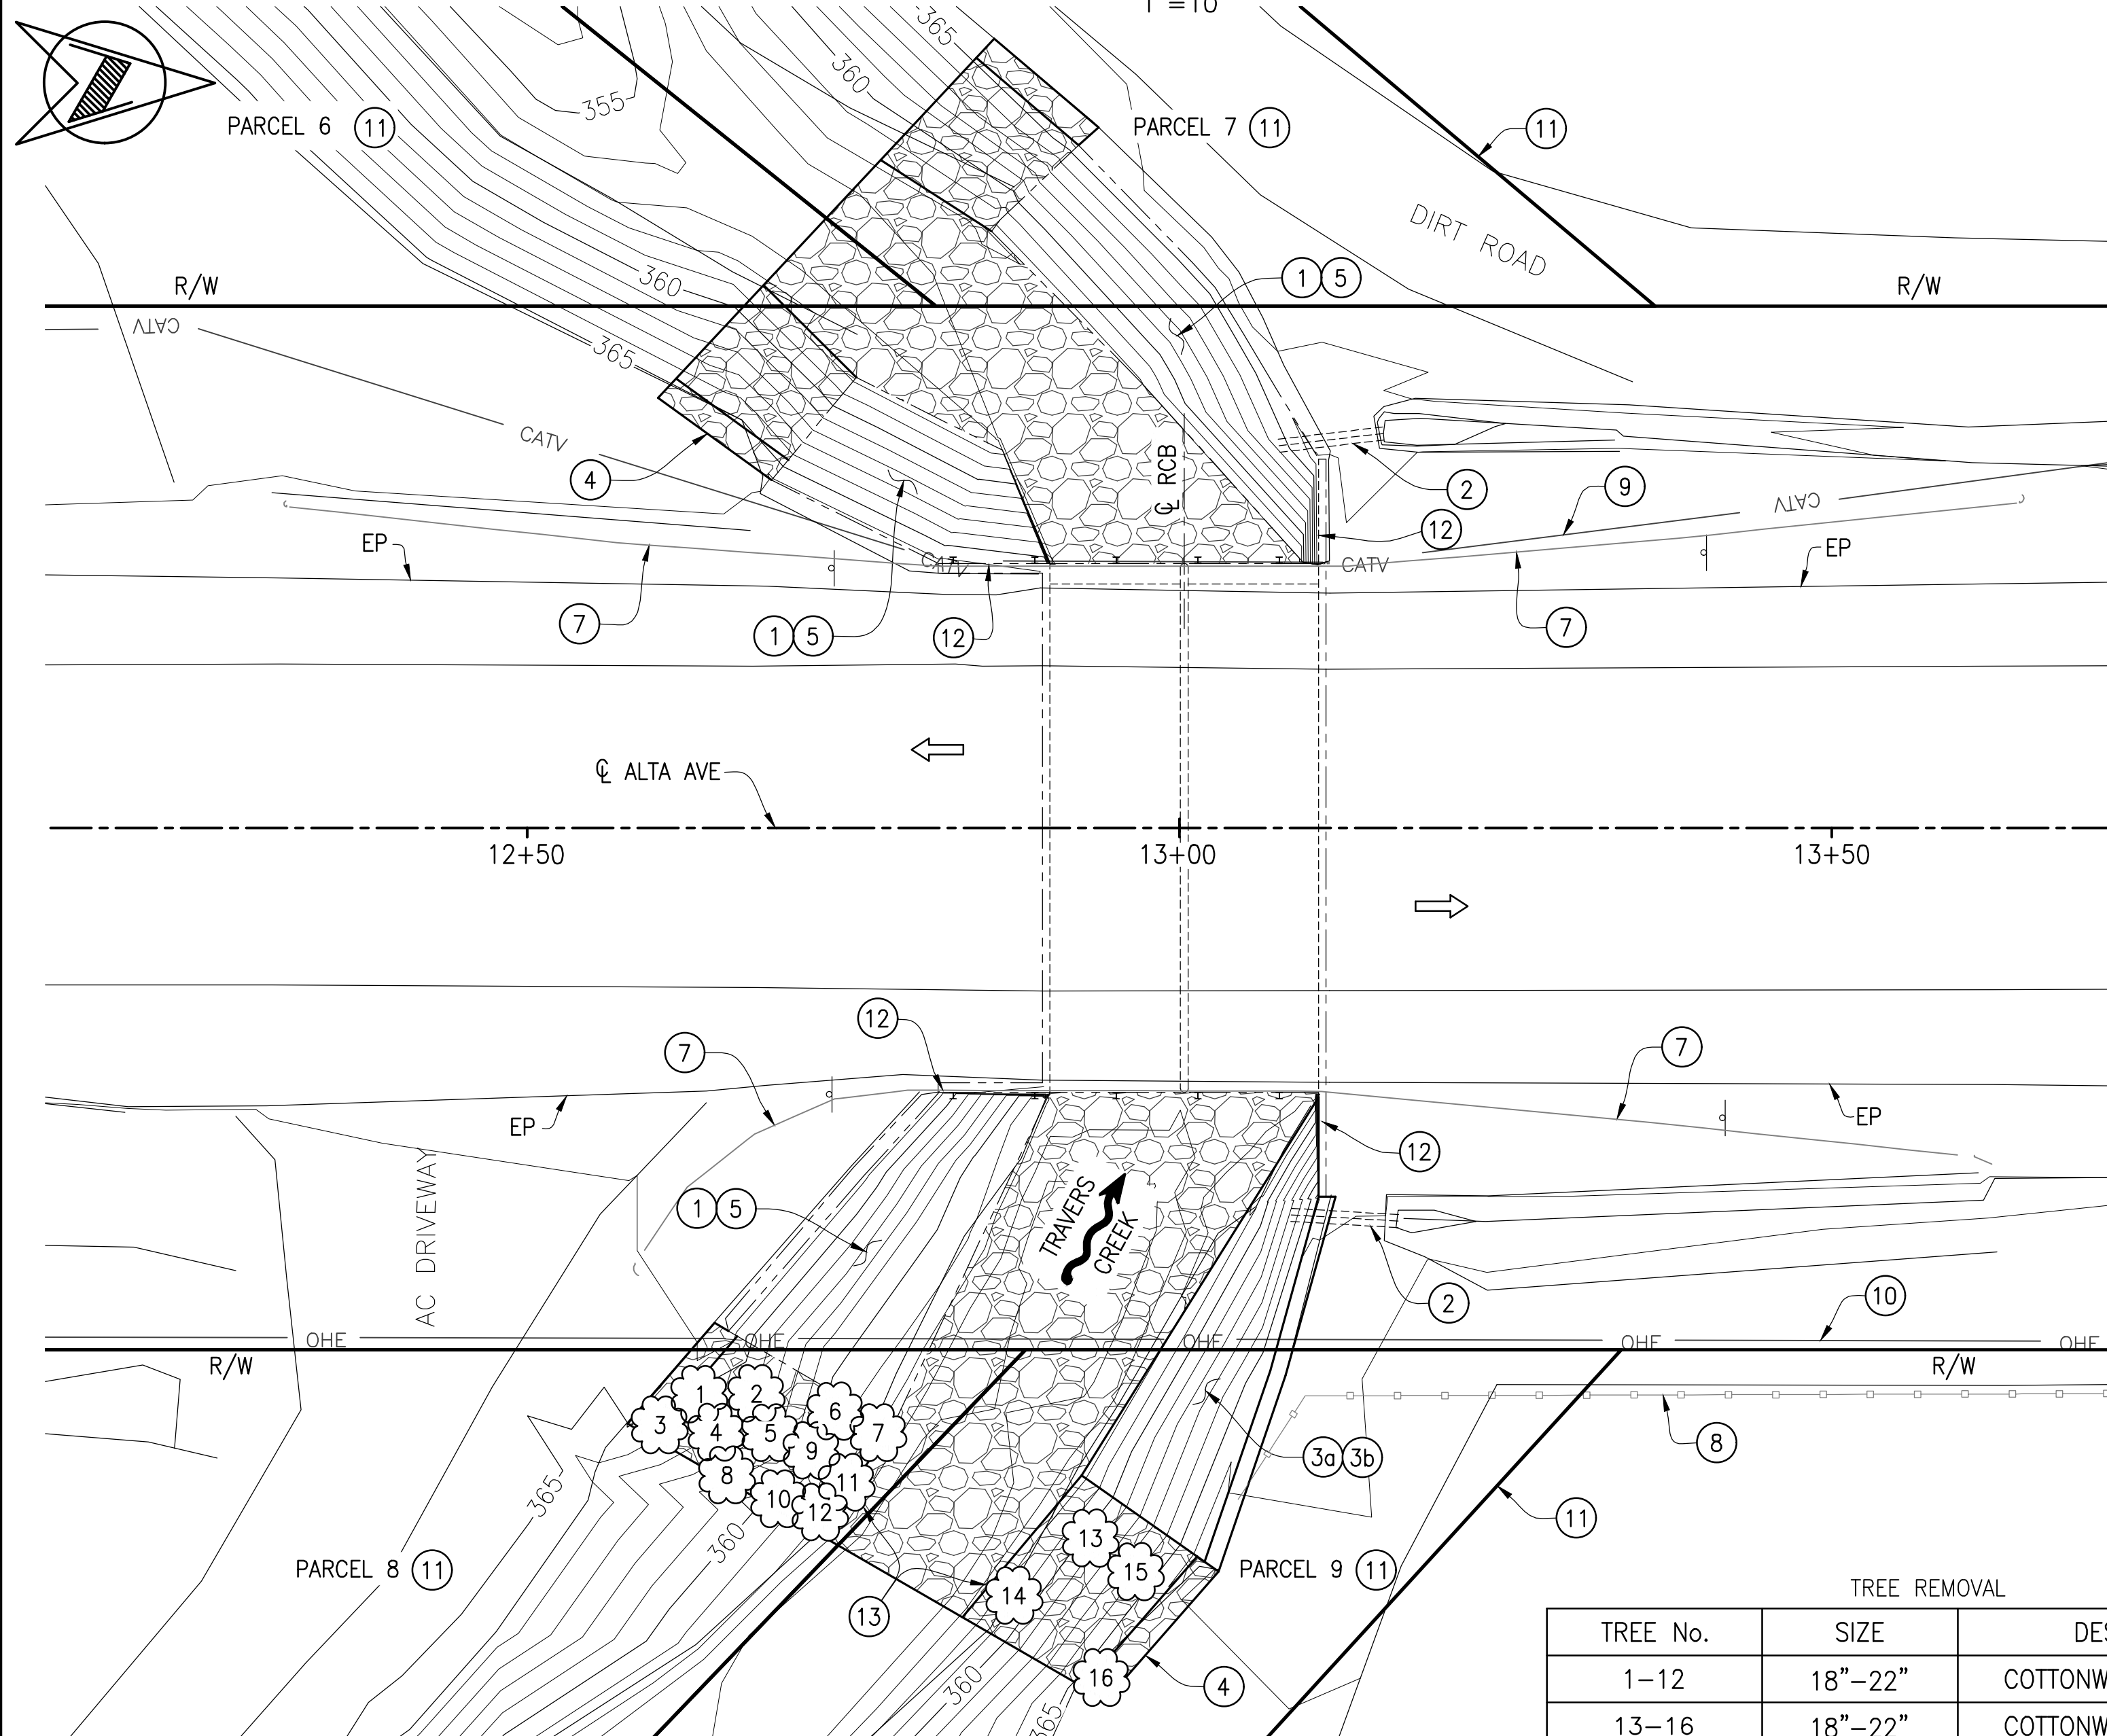 1"=10'
365
360
355
PARCEL 6 11
PARCEL 7 11
11
DIRT ROAD
1 5
R/W
R/W
360
CATV
365
CATV
4
℄ RCB
2
9
CATV
12
EP
CATV
CATV
EP
7
1 5
12
7
℄ ALTA AVE
12+50
13+00
13+50
12
7
7
EP
EP
12
AC DRIVEWAY
1 5
TRAVERS
CREEK
2
10
OHE
OHE
OHE
OHE
OHE
R/W
R/W
1
2
3
4
5
6
7
8
9
10
11
12
8
3a 3b
365
360
11
13
15
14
PARCEL 8 11
PARCEL 9 11
13
16
4
360
365
TREE REMOVAL
TREE No. SIZE DES
1-12 18"-22" COTTONW
13-16 18"-22" COTTONW